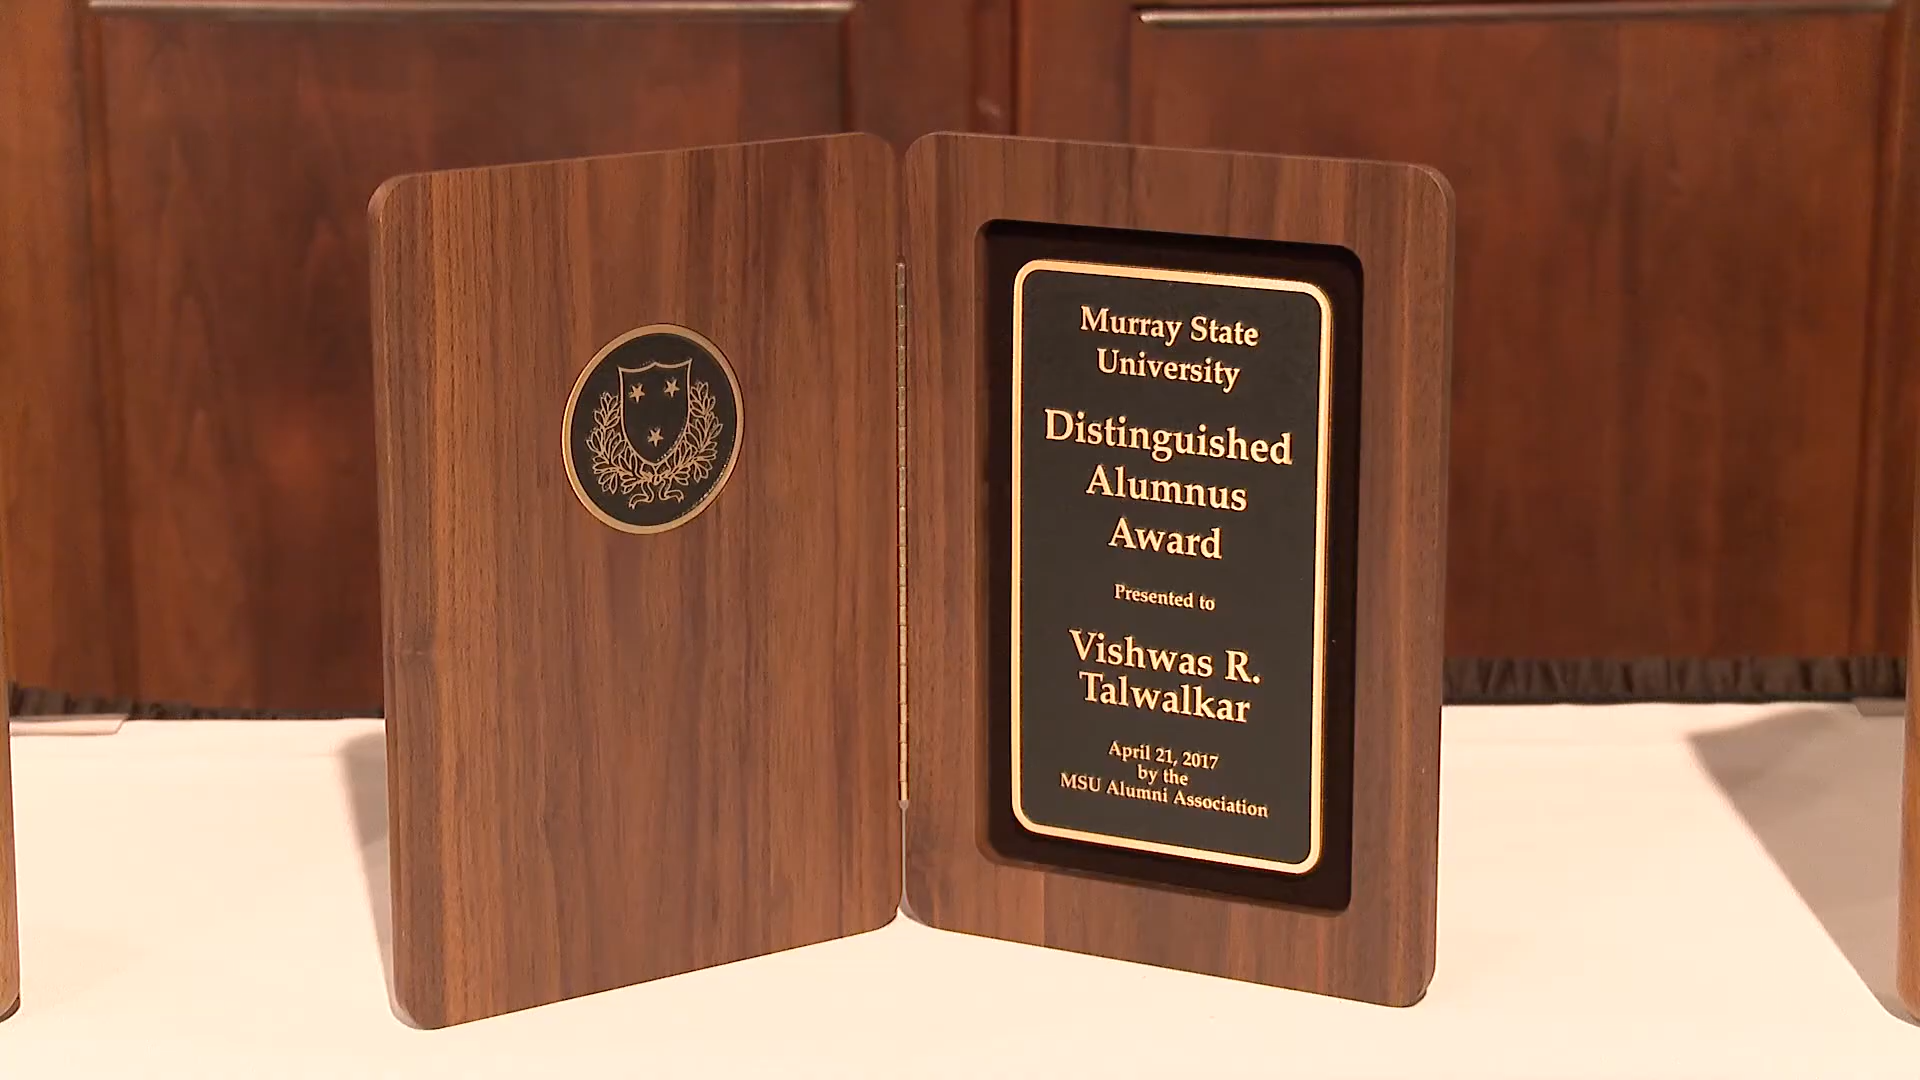 Murray State
University
Distinguished
Alumnus
Award
Presented to
Vishwas R.
Talwalkar
April 21, 2017
by the
MSU Alumni Association